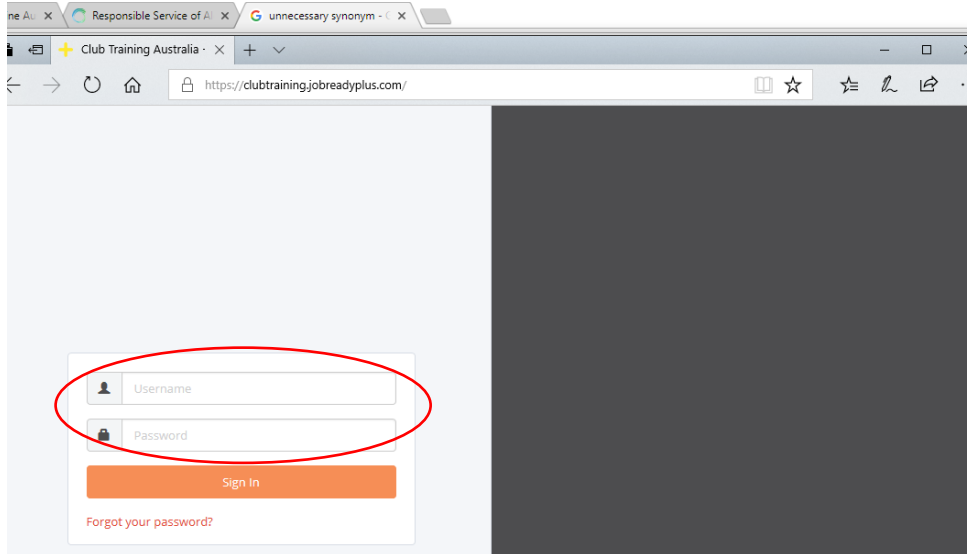 ne Au
Responsible Service of Al
unnecessary synonym - G
Club Training Australia -
https://clubtraining.jobreadyplus.com/
Username
Password
Sign In
Forgot your password?